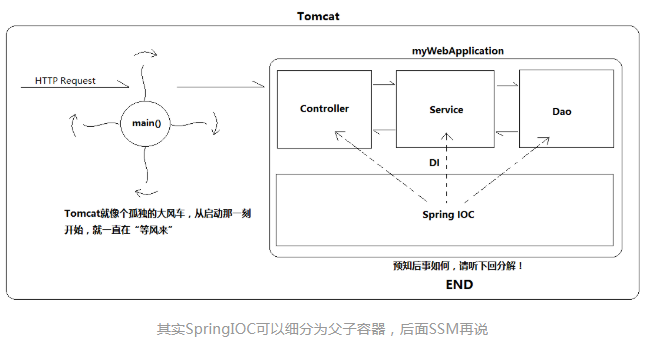 Tomcat
myWebApplication
HTTP Request
main()
Controller
Service
Dao
DI
Spring IOC
Tomcat就像个孤独的大风车，从启动那一刻
开始，就一直在“等风来”
预知后事如何，请听下回分解！
END
其实SpringIOC可以细分为父子容器，后面SSM再说